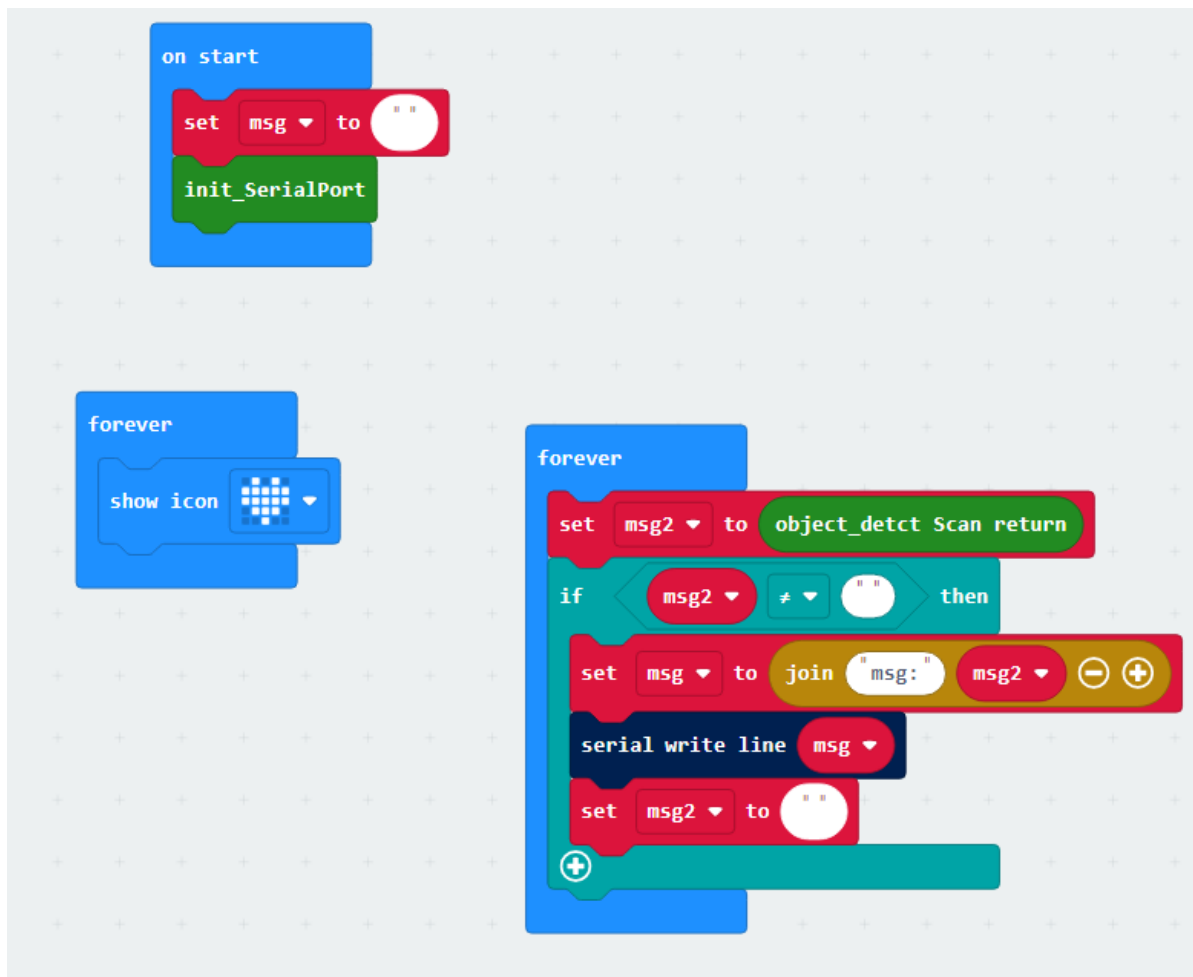 on start
set msg to " "
init_SerialPort
forever
show icon
forever
set msg2 to object_detct Scan return
if msg2 ≠ " " then
set msg to join "msg:" msg2
serial write line msg
set msg2 to " "